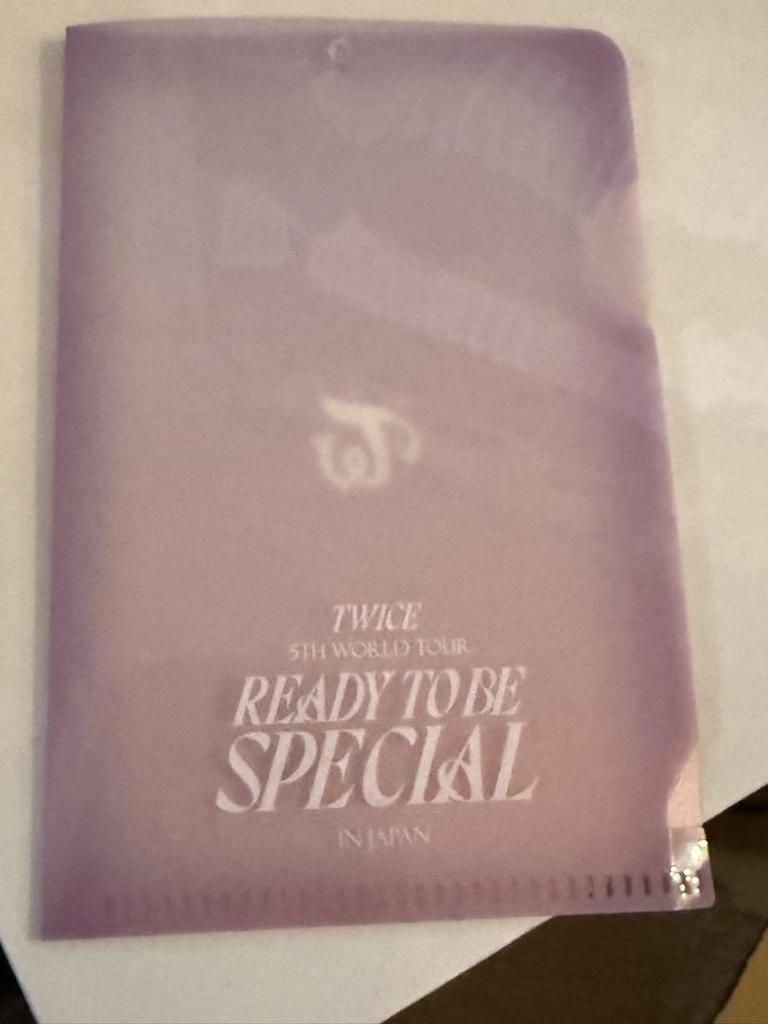 TWICE
5TH WORLD TOUR
READY TO BE
SPECIAL
IN JAPAN